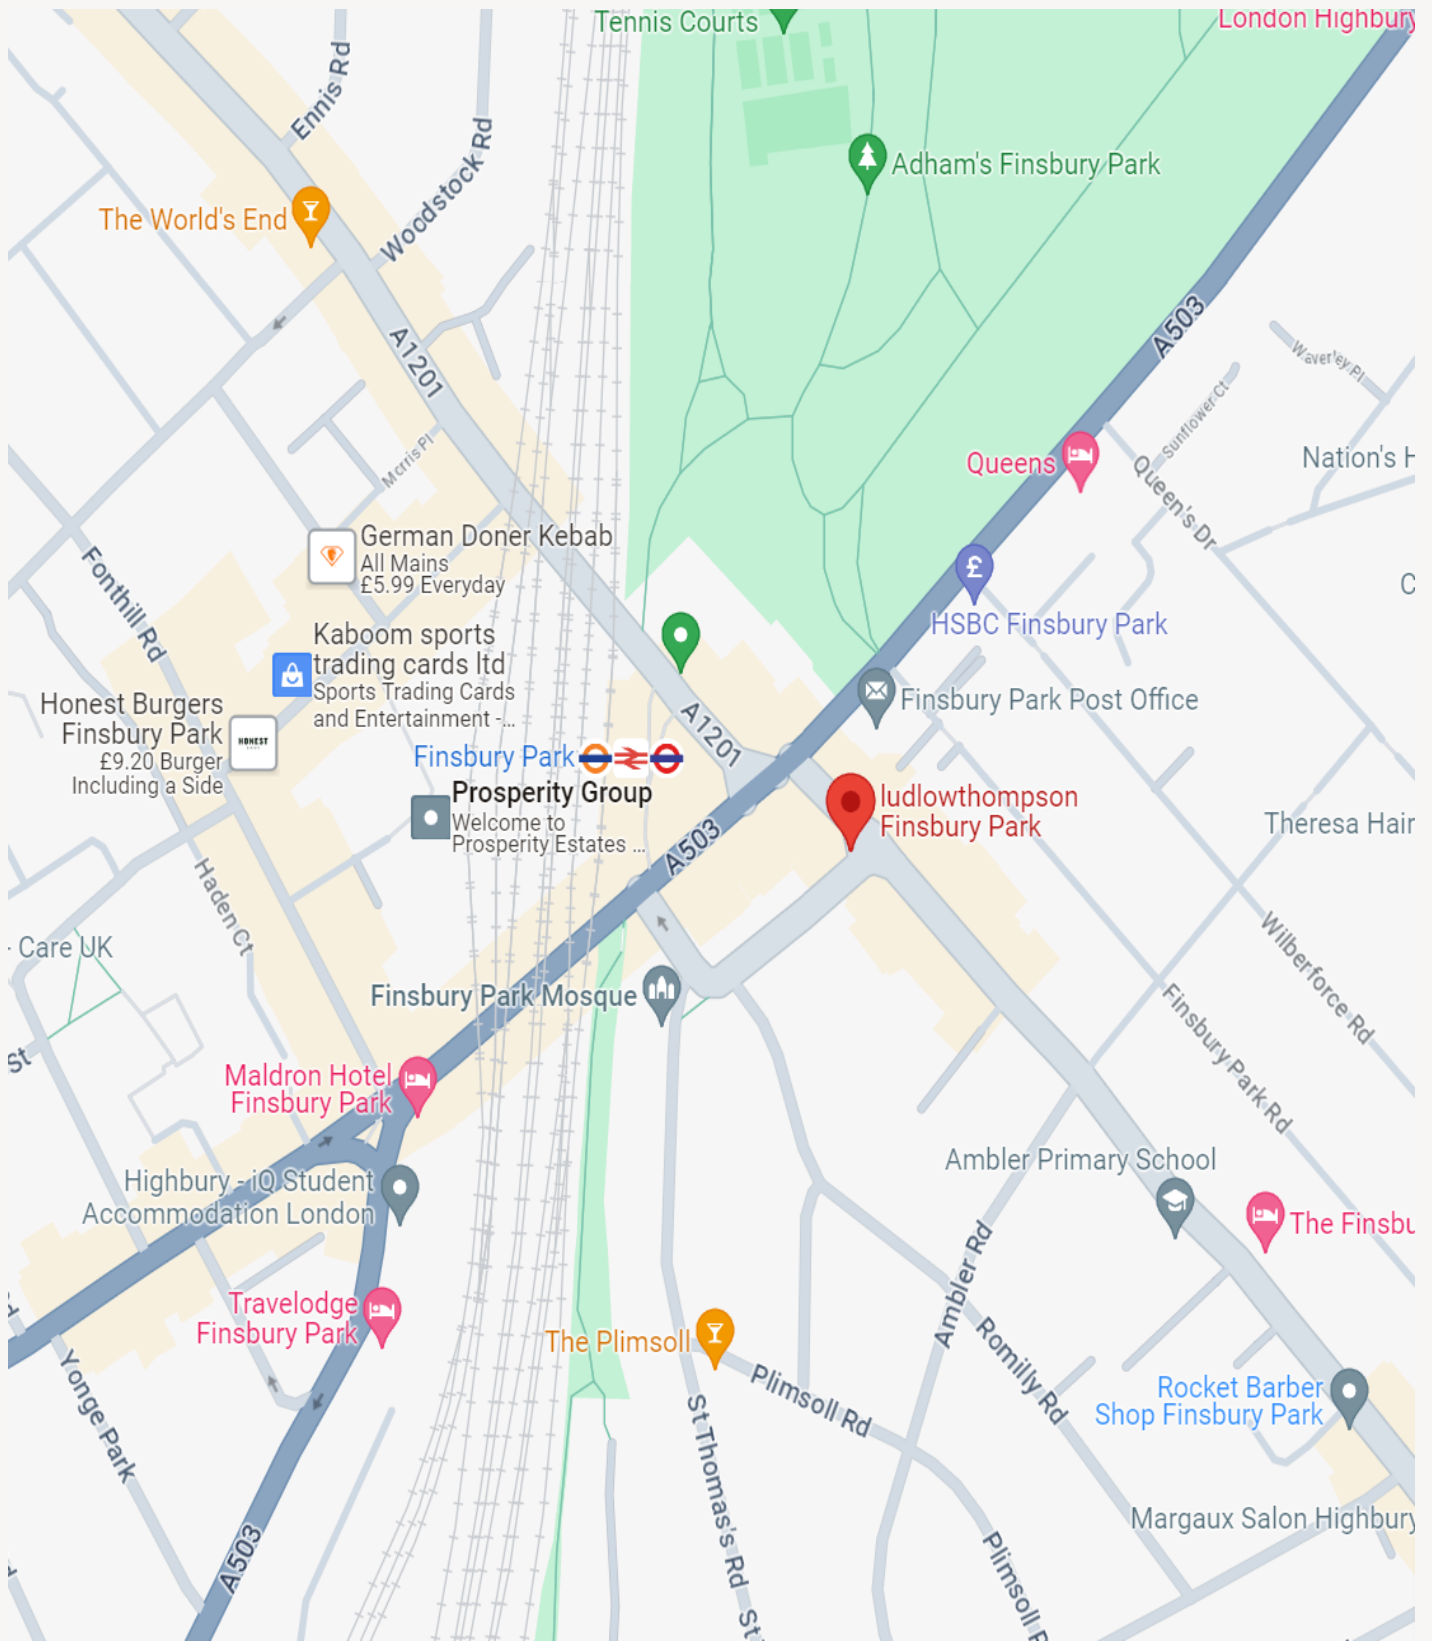 Tennis Courts
London Highbury
Ennis Rd
Woodstock Rd
Adham's Finsbury Park
The World's End
A503
A1201
Waverley Pl
Sunflower Ct
Morris Pl
Queens
Nation's H
Queen's Dr
German Doner Kebab
All Mains
£5.99 Everyday
Fonthill Rd
£
HSBC Finsbury Park
C
Kaboom sports
trading cards ltd
Sports Trading Cards
and Entertainment -...
Honest Burgers
Finsbury Park
£9.20 Burger
Including a Side
HONEST
Finsbury Park Post Office
A1201
Finsbury Park
Prosperity Group
Welcome to
Prosperity Estates ...
ludlowthompson
Finsbury Park
Theresa Hair
A503
Haden Ct
- Care UK
Wilberforce Rd
Finsbury Park Mosque
Finsbury Park Rd
st
Maldron Hotel
Finsbury Park
Ambler Primary School
Highbury - iQ Student
Accommodation London
The Finsbu
Ambler Rd
Travelodge
Finsbury Park
The Plimsoll
Romilly Rd
Yonge Park
Plimsoll Rd
Rocket Barber
Shop Finsbury Park
St Thomas's Rd
St
Margaux Salon Highbury
A503
Plimsoll R